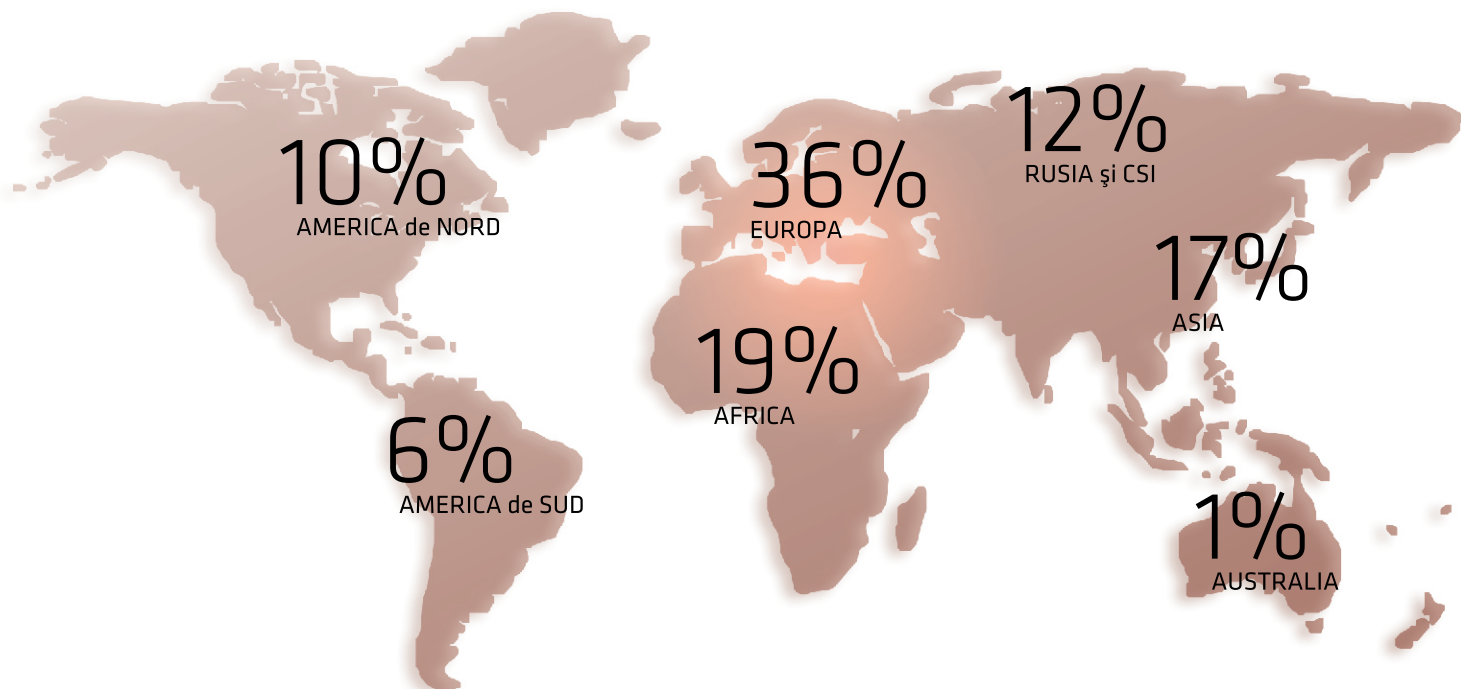 12%
RUSIA şi CSI
10%
AMERICA de NORD
36%
EUROPA
17%
ASIA
19%
AFRICA
6%
AMERICA de SUD
1%
AUSTRALIA